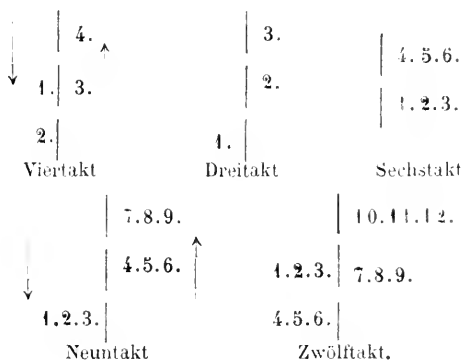 4. 3. 4.5.6.
1. 3. 2. 1.2.3.
2. 1.
Viertakt Dreitakt Sechstakt
7.8.9. 10.11.12.
4.5.6. 1.2.3. 7.8.9.
1.2.3. 4.5.6.
Neuntakt Zwölftakt.